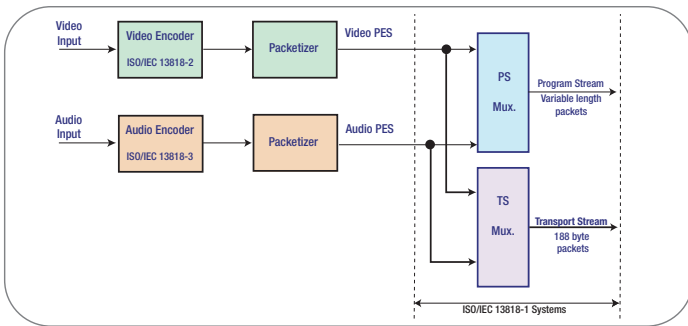 Video
Input
Video Encoder
ISO/IEC 13818-2
Packetizer
Video PES
Audio
Input
Audio Encoder
ISO/IEC 13818-3
Packetizer
Audio PES
PS
Mux.
Program Stream
Variable length
packets
TS
Mux.
Transport Stream
188 byte
packets
ISO/IEC 13818-1 Systems